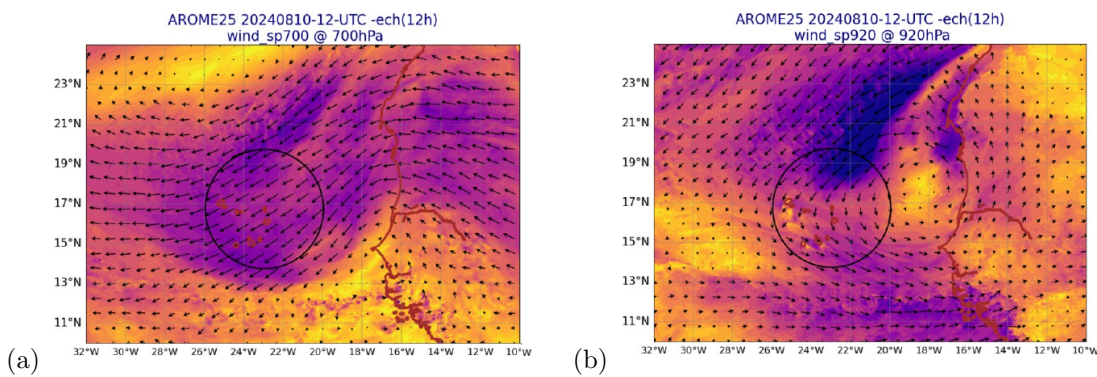 AROME25 20240810-12-UTC -ech(12h)
wind_sp700 @ 700hPa
23°N
21°N
19°N
17°N
15°N
13°N
11°N
32°W 30°W 28°W 26°W 24°W 22°W 20°W 18°W 16°W 14°W 12°W 10°W
(a)
AROME25 20240810-12-UTC -ech(12h)
wind_sp920 @ 920hPa
23°N
21°N
19°N
17°N
15°N
13°N
11°N
32°W 30°W 28°W 26°W 24°W 22°W 20°W 18°W 16°W 14°W 12°W 10°W
(b)